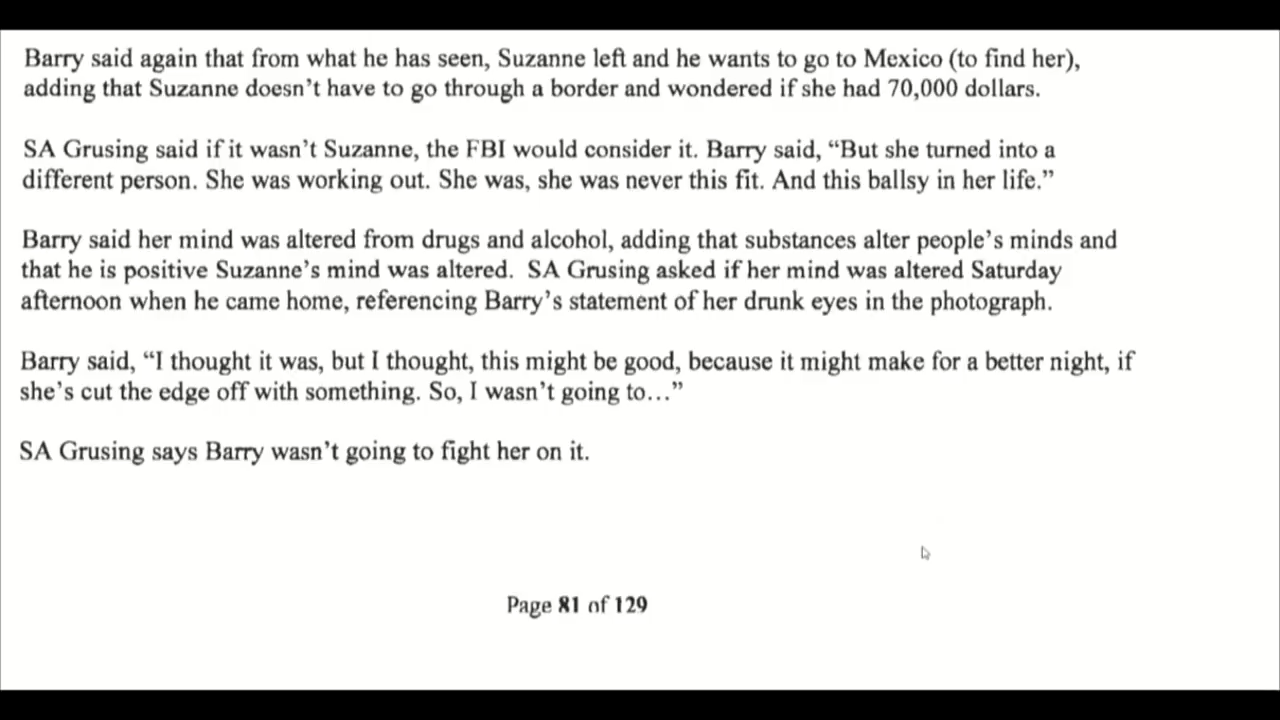 Barry said again that from what he has seen, Suzanne left and he wants to go to Mexico (to find her),
adding that Suzanne doesn't have to go through a border and wondered if she had 70,000 dollars.
SA Grusing said if it wasn't Suzanne, the FBI would consider it. Barry said, “But she turned into a
different person. She was working out. She was, she was never this fit. And this ballsy in her life.”
Barry said her mind was altered from drugs and alcohol, adding that substances alter people's minds and
that he is positive Suzanne's mind was altered. SA Grusing asked if her mind was altered Saturday
afternoon when he came home, referencing Barry's statement of her drunk eyes in the photograph.
Barry said, “I thought it was, but I thought, this might be good, because it might make for a better night, if
she's cut the edge off with something. So, I wasn't going to…”
SA Grusing says Barry wasn't going to fight her on it.
Page 81 of 129